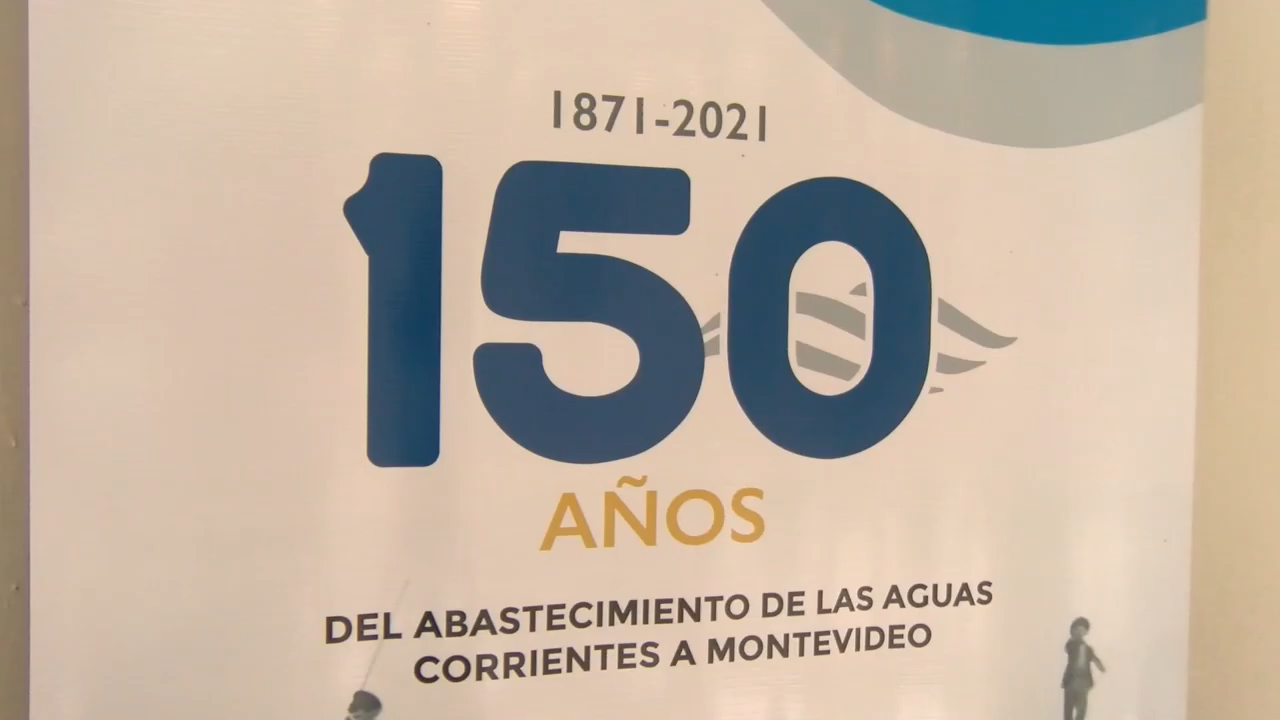 1871-2021
150
AÑOS
DEL ABASTECIMIENTO DE LAS AGUAS
CORRIENTES A MONTEVIDEO